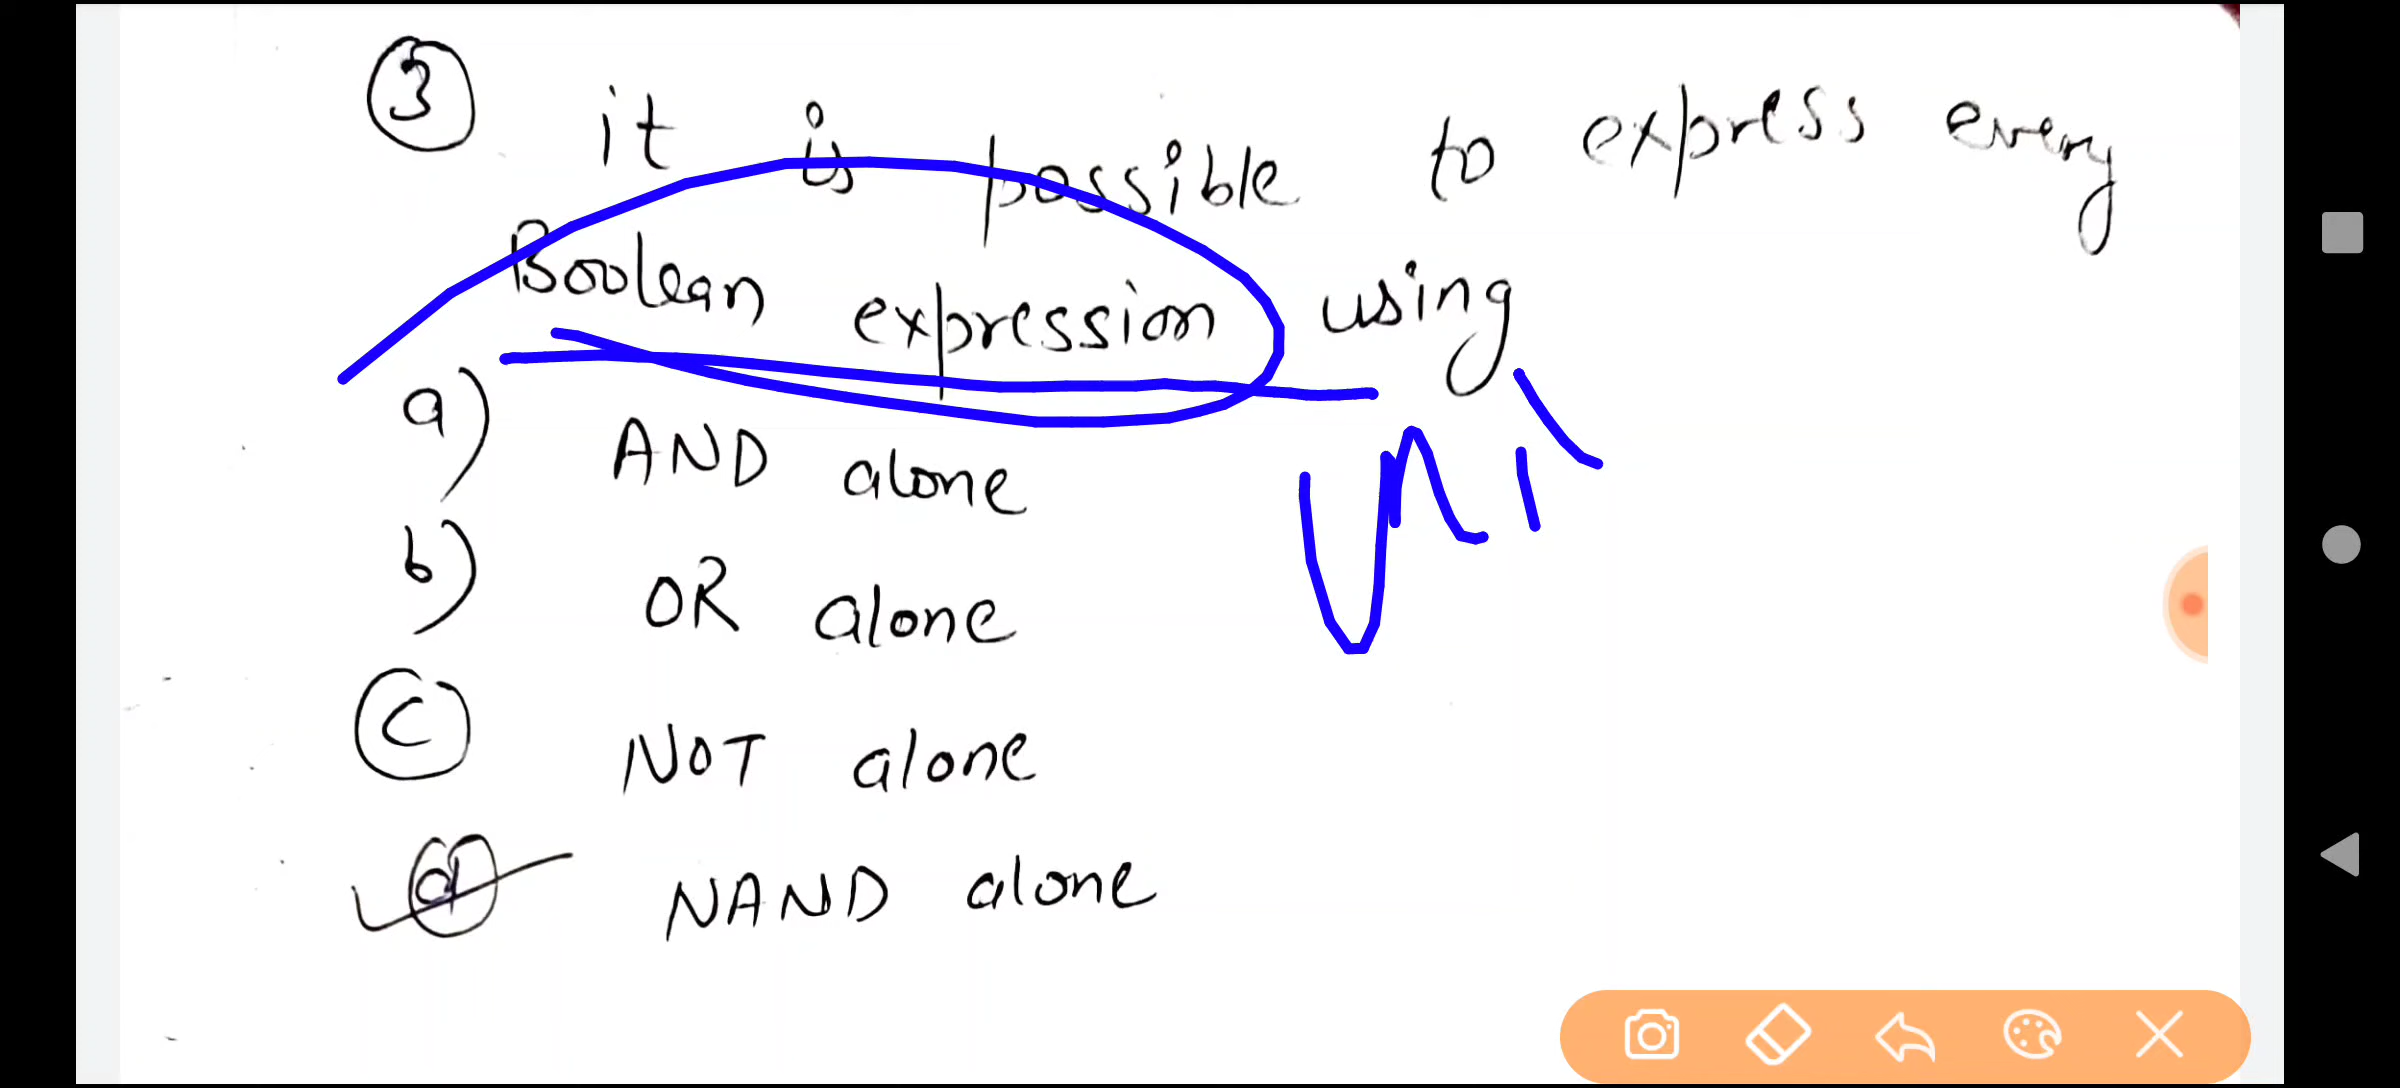 3 it is possible to express every
Boolean expression using
a) AND alone
b) OR alone
c NOT alone
d NAND alone